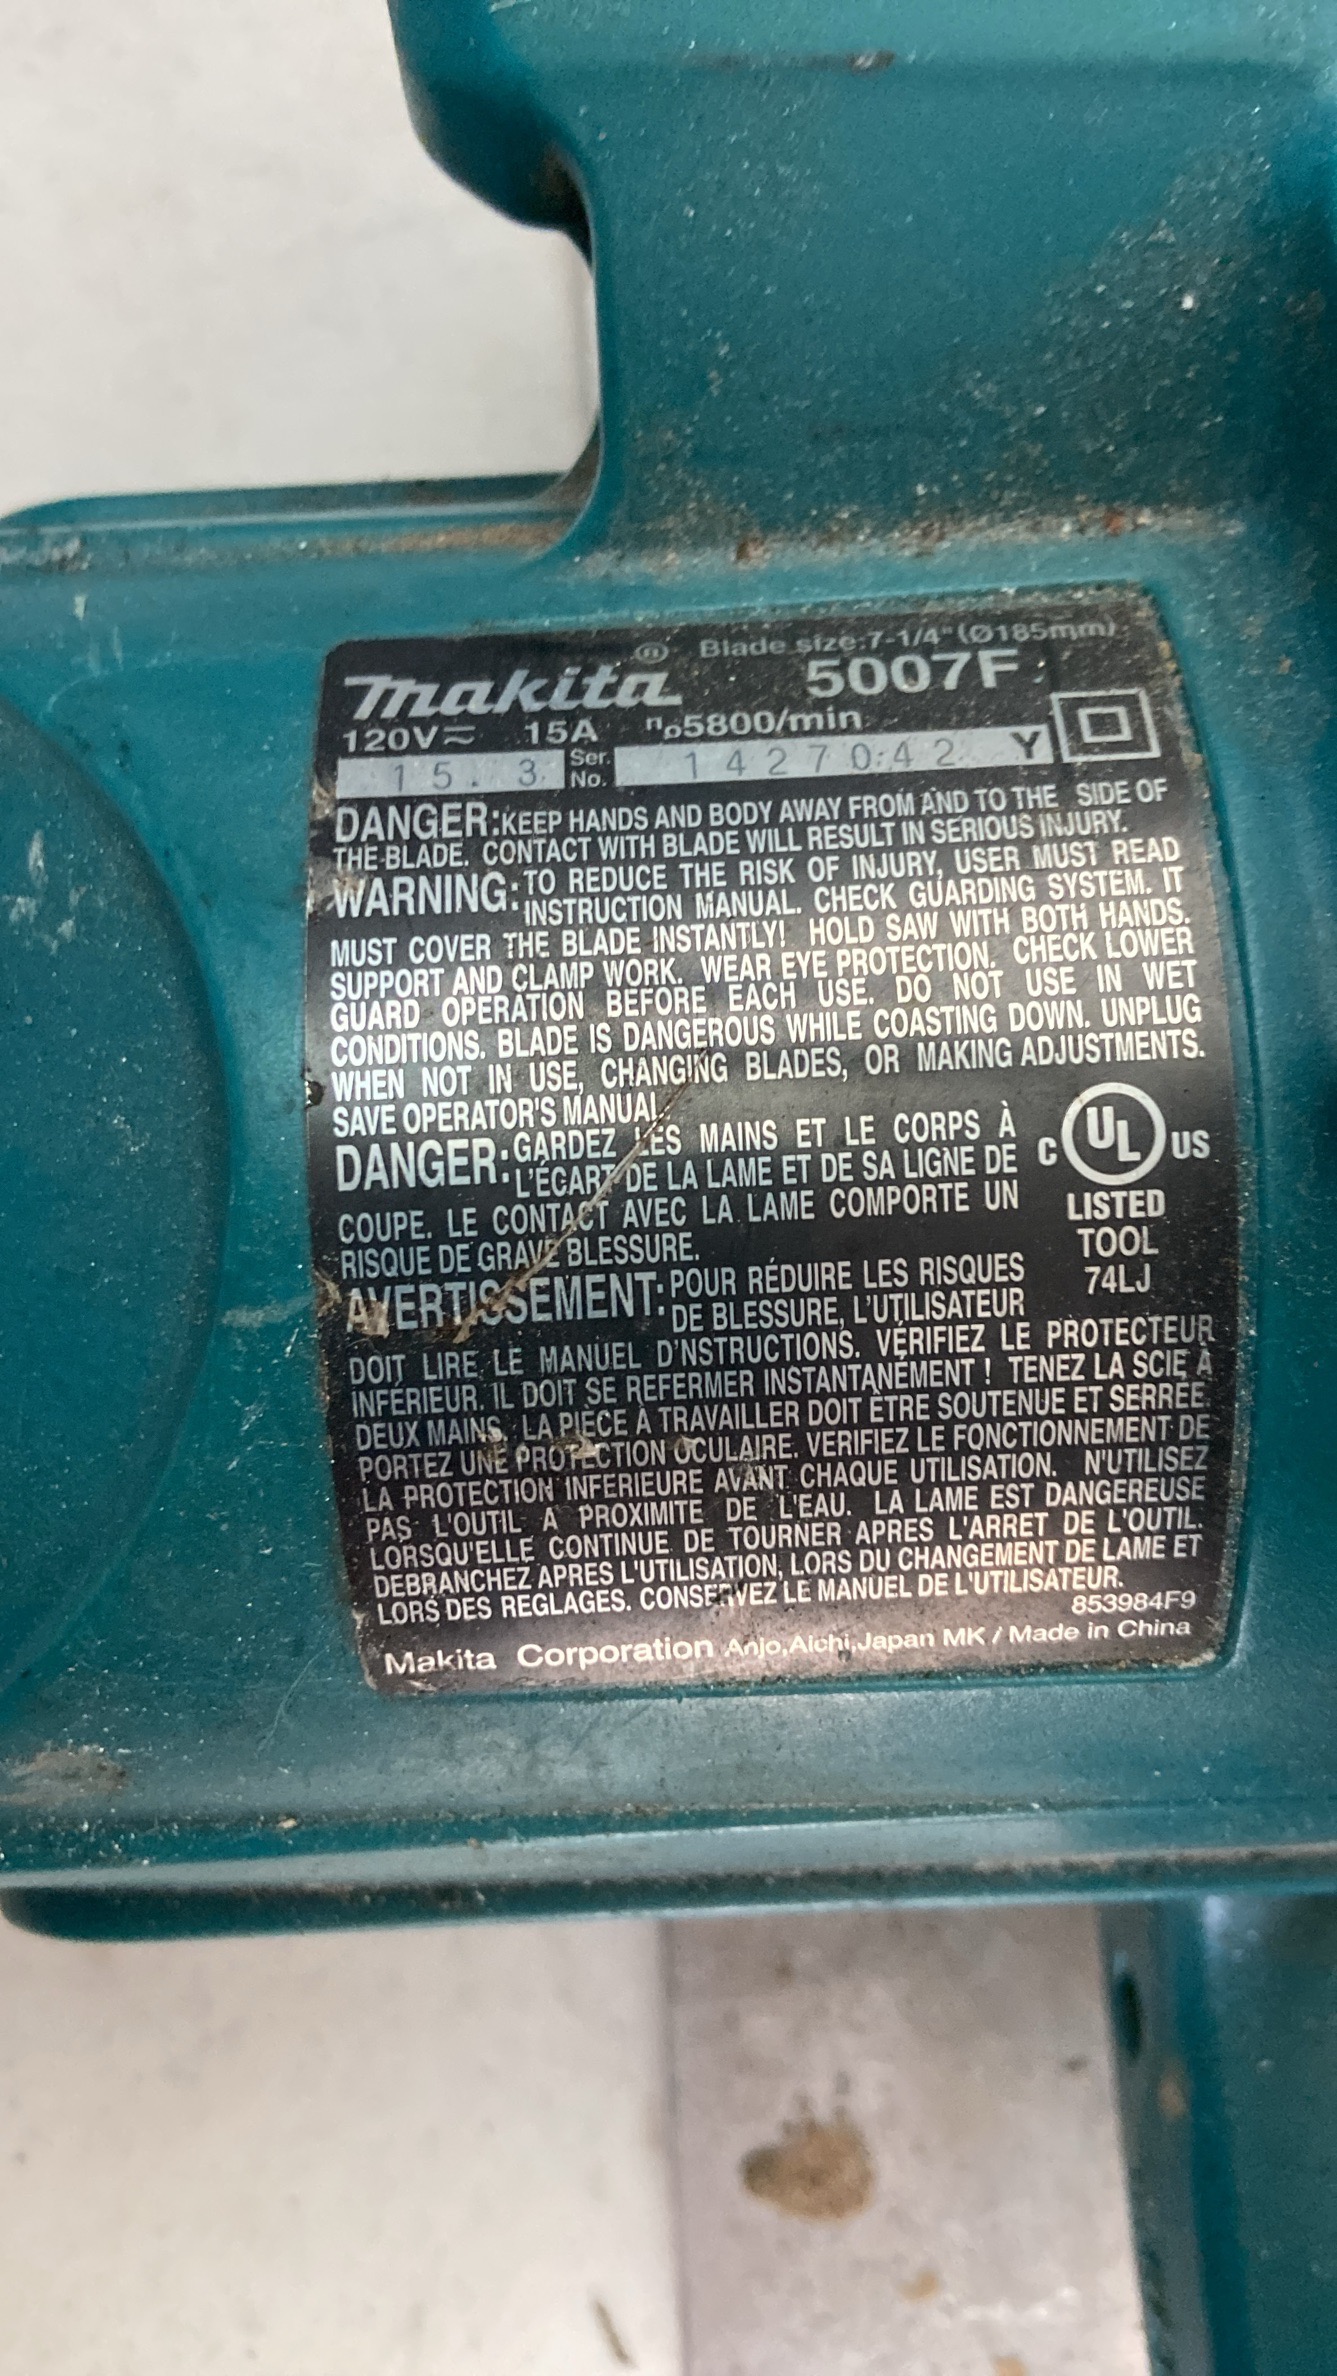 Makita ® Blade size:7-1/4"(Ø185mm)
5007F
120V⎓ 15A n₀5800/min
15. 3 Ser. No. 1427042 Y
DANGER:KEEP HANDS AND BODY AWAY FROM AND TO THE SIDE OF
THE BLADE. CONTACT WITH BLADE WILL RESULT IN SERIOUS INJURY.
WARNING:TO REDUCE THE RISK OF INJURY, USER MUST READ
INSTRUCTION MANUAL. CHECK GUARDING SYSTEM. IT
MUST COVER THE BLADE INSTANTLY! HOLD SAW WITH BOTH HANDS.
SUPPORT AND CLAMP WORK. WEAR EYE PROTECTION. CHECK LOWER
GUARD OPERATION BEFORE EACH USE. DO NOT USE IN WET
CONDITIONS. BLADE IS DANGEROUS WHILE COASTING DOWN. UNPLUG
WHEN NOT IN USE, CHANGING BLADES, OR MAKING ADJUSTMENTS.
SAVE OPERATOR'S MANUAL.
DANGER:GARDEZ LES MAINS ET LE CORPS À
L'ÉCART DE LA LAME ET DE SA LIGNE DE
COUPE. LE CONTACT AVEC LA LAME COMPORTE UN
RISQUE DE GRAVE BLESSURE.
C UL US
LISTED
TOOL
74LJ
AVERTISSEMENT:POUR RÉDUIRE LES RISQUES
DE BLESSURE, L'UTILISATEUR
DOIT LIRE LE MANUEL D'NSTRUCTIONS. VÉRIFIEZ LE PROTECTEUR
INFÉRIEUR. IL DOIT SE REFERMER INSTANTANÉMENT ! TENEZ LA SCIE À
DEUX MAINS. LA PIÈCE À TRAVAILLER DOIT ÊTRE SOUTENUE ET SERRÉE.
PORTEZ UNE PROTECTION OCULAIRE. VERIFIEZ LE FONCTIONNEMENT DE
LA PROTECTION INFERIEURE AVANT CHAQUE UTILISATION. N'UTILISEZ
PAS L'OUTIL A PROXIMITE DE L'EAU. LA LAME EST DANGEREUSE
LORSQU'ELLE CONTINUE DE TOURNER APRES L'ARRET DE L'OUTIL.
DEBRANCHEZ APRES L'UTILISATION, LORS DU CHANGEMENT DE LAME ET
LORS DES REGLAGES. CONSERVEZ LE MANUEL DE L'UTILISATEUR.
853984F9
Makita Corporation Anjo,Aichi,Japan MK / Made in China